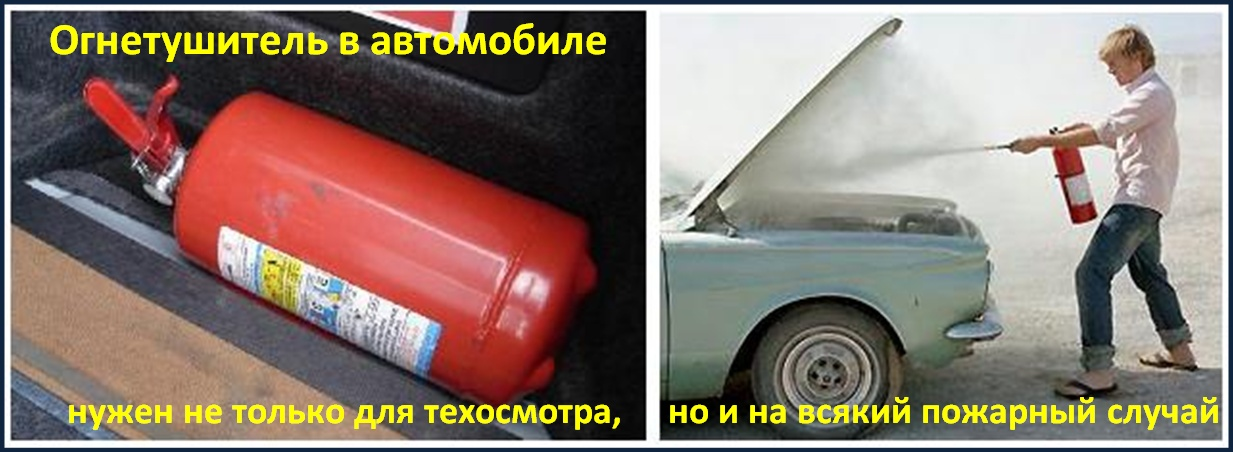 Огнетушитель в автомобиле
нужен не только для техосмотра,
но и на всякий пожарный случай